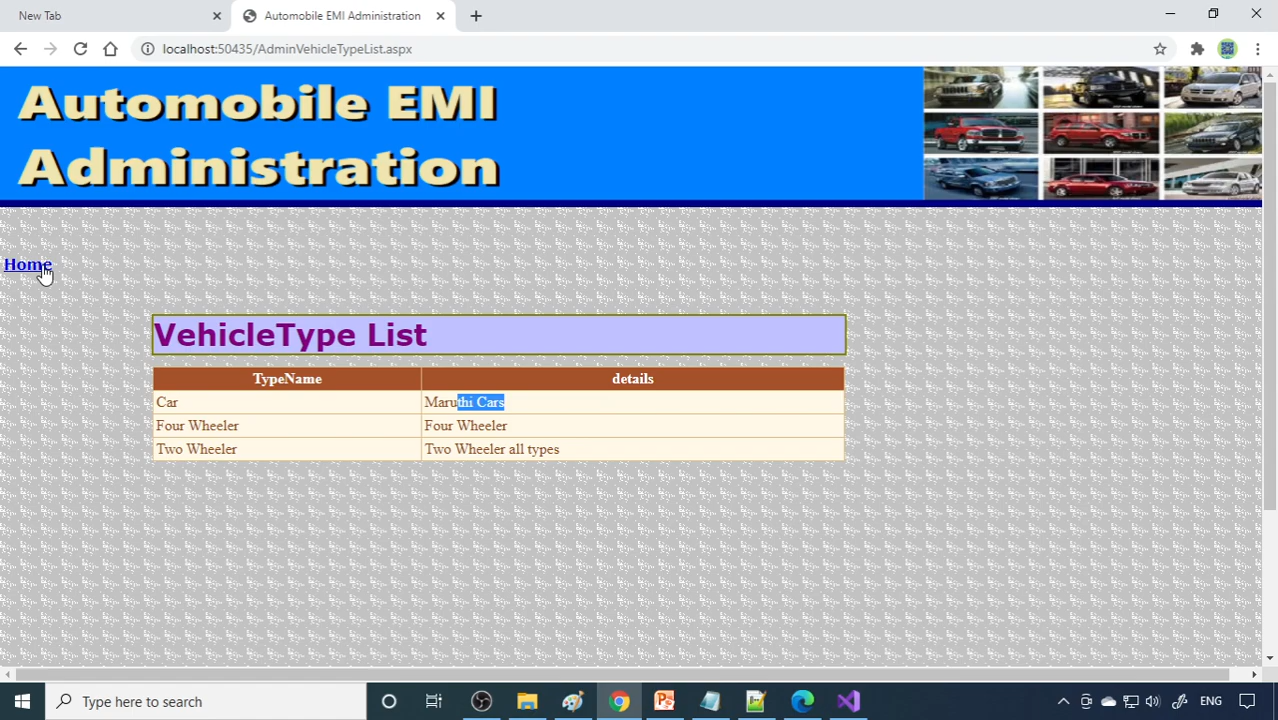 New Tab
Automobile EMI Administration
localhost:50435/AdminVehicleTypeList.aspx
Automobile EMI
Administration
Home
VehicleType List
TypeName details
Car Maruthi Cars
Four Wheeler Four Wheeler
Two Wheeler Two Wheeler all types
Type here to search
ENG